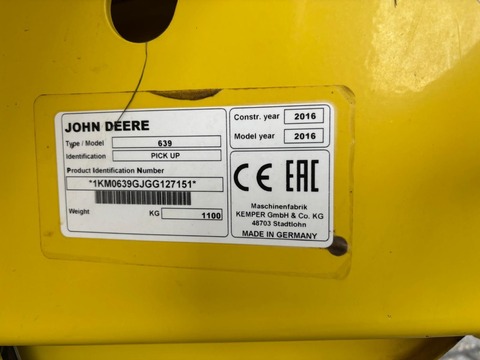 JOHN DEERE
Type / Model 639
Identification PICK UP
Product Identification Number
*1KM0639GJGG127151*
Weight KG 1100
Constr. year 2016
Model year 2016
CE EAC
Maschinenfabrik
KEMPER GmbH & Co. KG
48703 Stadtlohn
MADE IN GERMANY